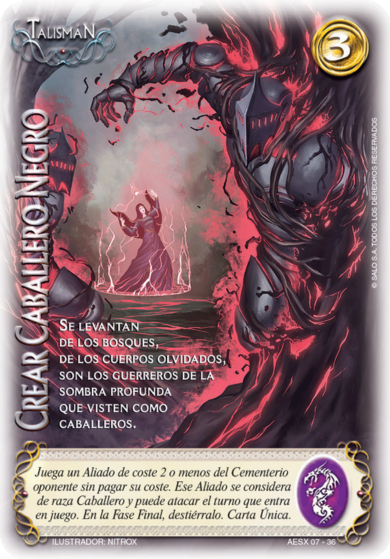 TALISMÁN
3
CREAR CABALLERO NEGRO
© SALO S.A. TODOS LOS DERECHOS RESERVADOS
SE LEVANTAN
DE LOS BOSQUES,
DE LOS CUERPOS OLVIDADOS,
SON LOS GUERREROS DE LA
SOMBRA PROFUNDA
QUE VISTEN COMO
CABALLEROS.
Juega un Aliado de coste 2 o menos del Cementerio
oponente sin pagar su coste. Ese Aliado se considera
de raza Caballero y puede atacar el turno que entra
en juego. En la Fase Final, destiérralo. Carta Única.
ILUSTRADOR: NITROX
AESX 07 - 36